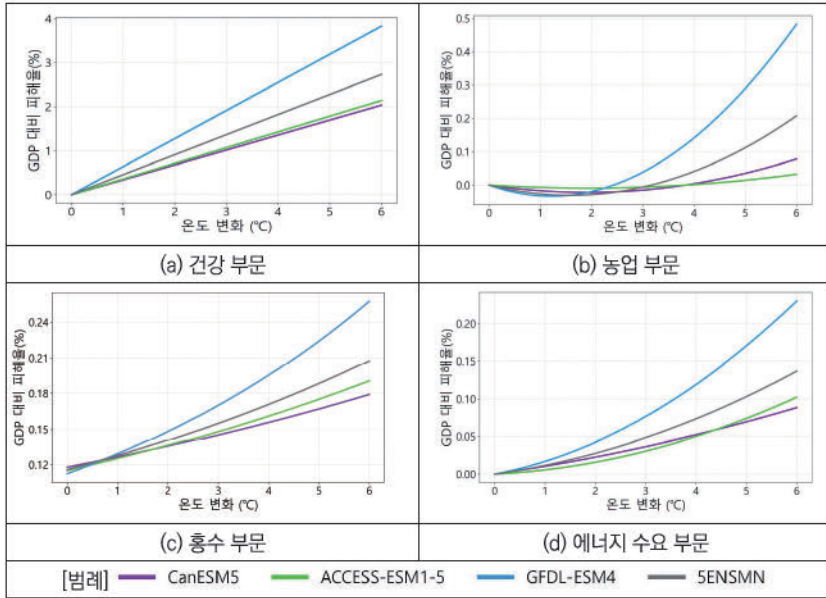 GDP 대비 피해율(%)
4
3
2
1
0
0 1 2 3 4 5 6
온도 변화 (℃)
(a) 건강 부문
GDP 대비 피해율(%)
0.5
0.4
0.3
0.2
0.1
0.0
0 1 2 3 4 5 6
온도 변화 (℃)
(b) 농업 부문
GDP 대비 피해율(%)
0.24
0.21
0.18
0.15
0.12
0 1 2 3 4 5 6
온도 변화 (℃)
(c) 홍수 부문
GDP 대비 피해율(%)
0.20
0.15
0.10
0.05
0.00
0 1 2 3 4 5 6
온도 변화 (℃)
(d) 에너지 수요 부문
[범례] CanESM5 ACCESS-ESM1-5 GFDL-ESM4 5ENSMN